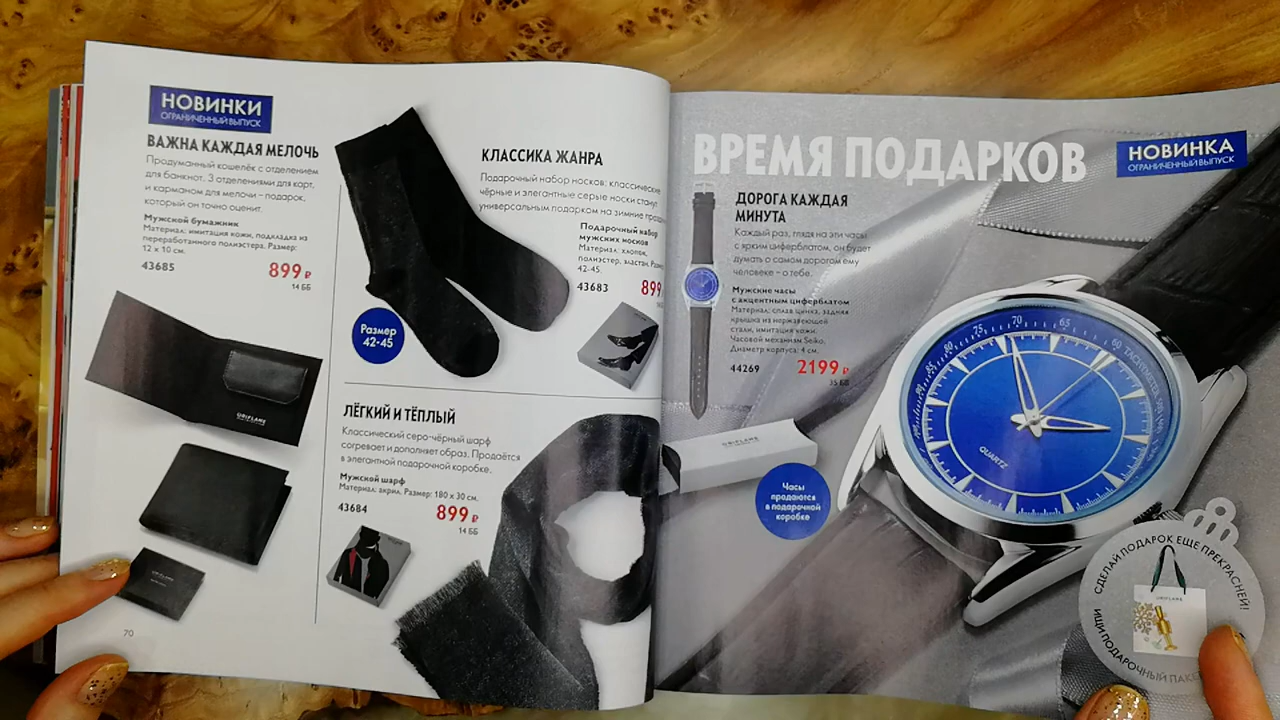 НОВИНКИ
ОГРАНИЧЕННЫЙ ВЫПУСК
ВАЖНА КАЖДАЯ МЕЛОЧЬ
Продуманный кошелёк с отделением
для банкнот, 3 отделениями для карт,
и карманом для мелочи – подарок,
который он точно оценит.
Мужской бумажник
Материал: имитация кожи, подкладка из
переработанного полиэстера. Размер:
12 x 10 см.
43685
899 ₽
14 ББ
ORIFLAME
КЛАССИКА ЖАНРА
Подарочный набор носков: классические
чёрные и элегантные серые носки станут
универсальным подарком на зимние
Подарочный набор
мужских носков
Материал: хлопок,
полиэстер, эластан.
42-45.
43683
899
Размер
42-45
ЛЁГКИЙ И ТЁПЛЫЙ
Классический серо-чёрный шарф
согревает и дополняет образ. Продаётся
в элегантной подарочной коробке.
Мужской шарф
Материал: акрил. Размер: 180 x 30 см.
43684
899 ₽
14 ББ
70
ВРЕМЯ ПОДАРКОВ
НОВИНКА
ОГРАНИЧЕННЫЙ ВЫПУСК
ДОРОГА КАЖДАЯ
МИНУТА
Каждый раз, глядя на эти часы
с ярким циферблатом, он будет
думать о самом дорогом ему
человеке – о тебе.
Мужские часы
с акцентным циферблатом
Материал: сплав цинка, задняя
крышка из нержавеющей
стали, имитация кожи.
Часовой механизм Seiko.
Диаметр корпуса: 4 см.
44269
2199 ₽
35 ББ
ORIFLAME
Часы
продаются
в подарочной
коробке
80 75 70 65 60
QUARTZ
СДЕЛАЙ ПОДАРОК ЕЩЕ ПРЕКРАСНЕЙ!
ORIFLAME
ИЩИ ПОДАРОЧНЫЙ